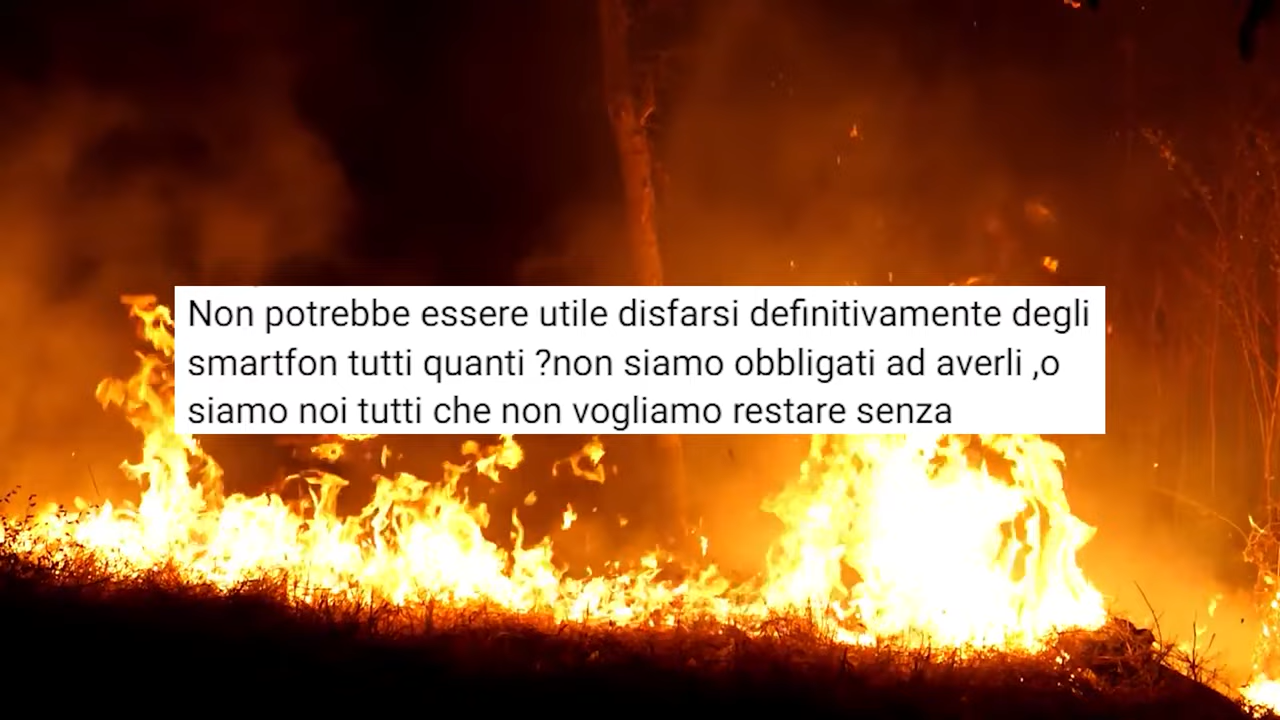 Non potrebbe essere utile disfarsi definitivamente degli
smartfon tutti quanti ?non siamo obbligati ad averli ,o
siamo noi tutti che non vogliamo restare senza